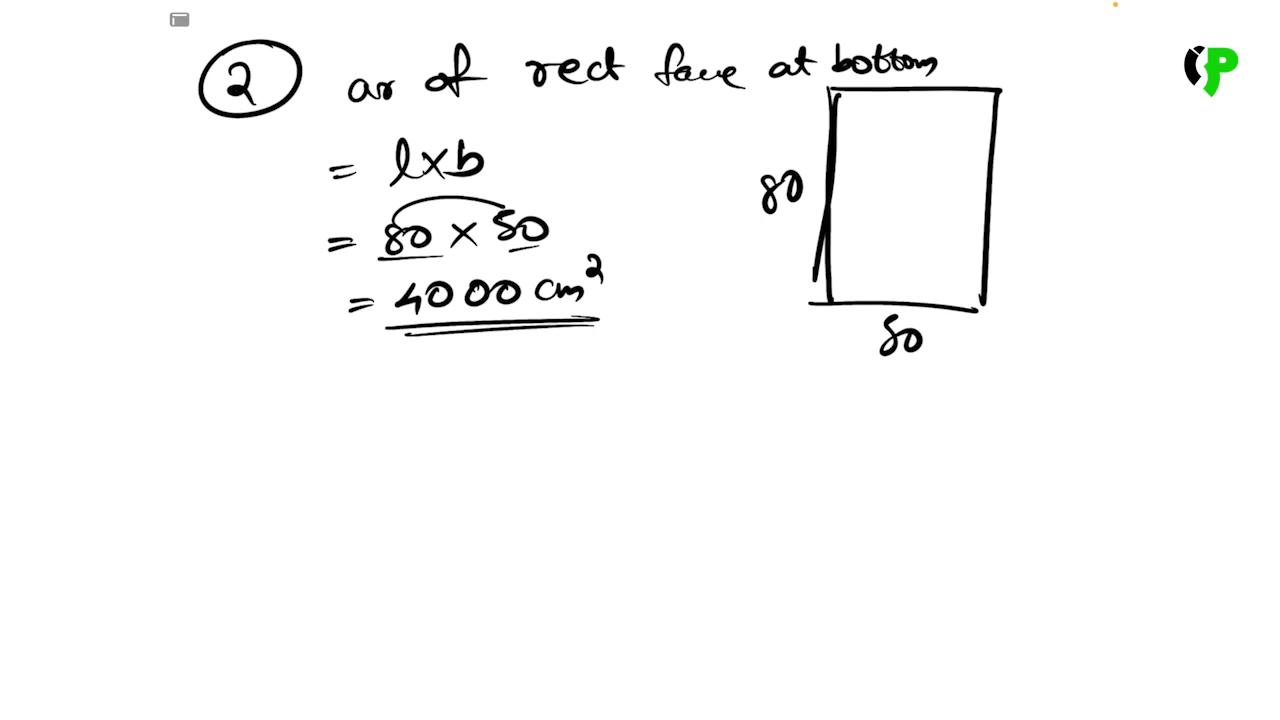 2 ar of rect face at bottom
= l×b
= 80 × 50
= 4000 cm²
80
50
P